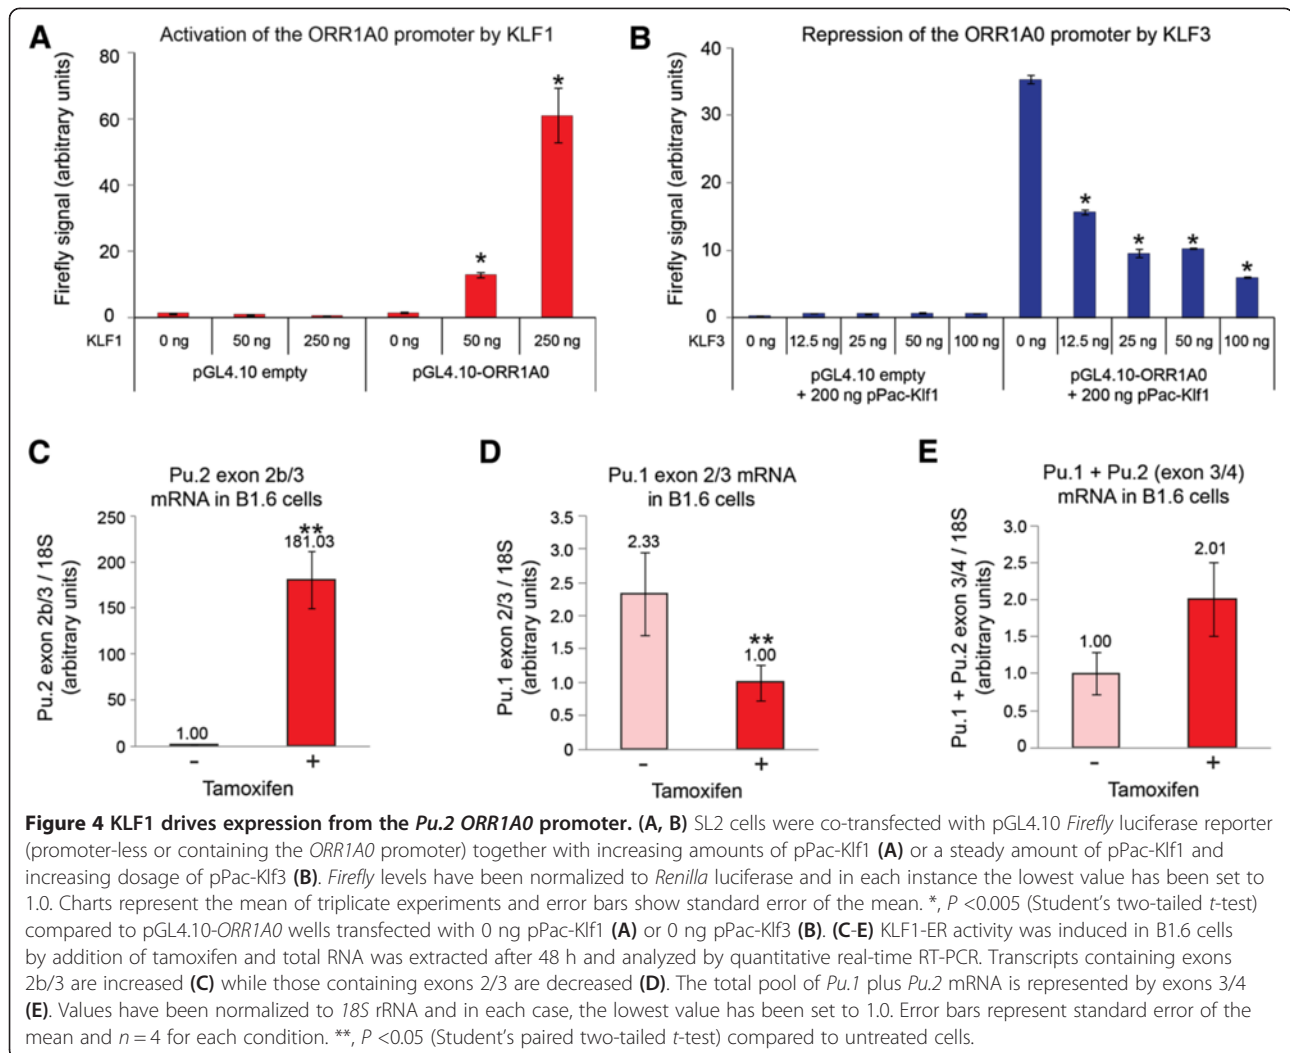 A
Activation of the ORR1A0 promoter by KLF1
Firefly signal (arbitrary units)
80
60
40
20
0
*
*
KLF1
0 ng
50 ng
250 ng
0 ng
50 ng
250 ng
pGL4.10 empty
pGL4.10-ORR1A0
B
Repression of the ORR1A0 promoter by KLF3
Firefly signal (arbitrary units)
40
30
20
10
0
*
*
*
*
KLF3
0 ng
12.5 ng
25 ng
50 ng
100 ng
0 ng
12.5 ng
25 ng
50 ng
100 ng
pGL4.10 empty
+ 200 ng pPac-Klf1
pGL4.10-ORR1A0
+ 200 ng pPac-Klf1
C
Pu.2 exon 2b/3
mRNA in B1.6 cells
Pu.2 exon 2b/3 / 18S
(arbitrary units)
250
200
150
100
50
0
1.00
**
181.03
-
+
Tamoxifen
D
Pu.1 exon 2/3 mRNA
in B1.6 cells
Pu.1 exon 2/3 / 18S
(arbitrary units)
3.5
3.0
2.5
2.0
1.5
1.0
0.5
0
2.33
**
1.00
-
+
Tamoxifen
E
Pu.1 + Pu.2 (exon 3/4)
mRNA in B1.6 cells
Pu.1 + Pu.2 exon 3/4 / 18S
(arbitrary units)
3.0
2.5
2.0
1.5
1.0
0.5
0
1.00
2.01
-
+
Tamoxifen
Figure 4 KLF1 drives expression from the Pu.2 ORR1A0 promoter. (A, B) SL2 cells were co-transfected with pGL4.10 Firefly luciferase reporter
(promoter-less or containing the ORR1A0 promoter) together with increasing amounts of pPac-Klf1 (A) or a steady amount of pPac-Klf1 and
increasing dosage of pPac-Klf3 (B). Firefly levels have been normalized to Renilla luciferase and in each instance the lowest value has been set to
1.0. Charts represent the mean of triplicate experiments and error bars show standard error of the mean. *, P <0.005 (Student's two-tailed t-test)
compared to pGL4.10-ORR1A0 wells transfected with 0 ng pPac-Klf1 (A) or 0 ng pPac-Klf3 (B). (C-E) KLF1-ER activity was induced in B1.6 cells
by addition of tamoxifen and total RNA was extracted after 48 h and analyzed by quantitative real-time RT-PCR. Transcripts containing exons
2b/3 are increased (C) while those containing exons 2/3 are decreased (D). The total pool of Pu.1 plus Pu.2 mRNA is represented by exons 3/4
(E). Values have been normalized to 18S rRNA and in each case, the lowest value has been set to 1.0. Error bars represent standard error of the
mean and n = 4 for each condition. **, P <0.05 (Student's paired two-tailed t-test) compared to untreated cells.